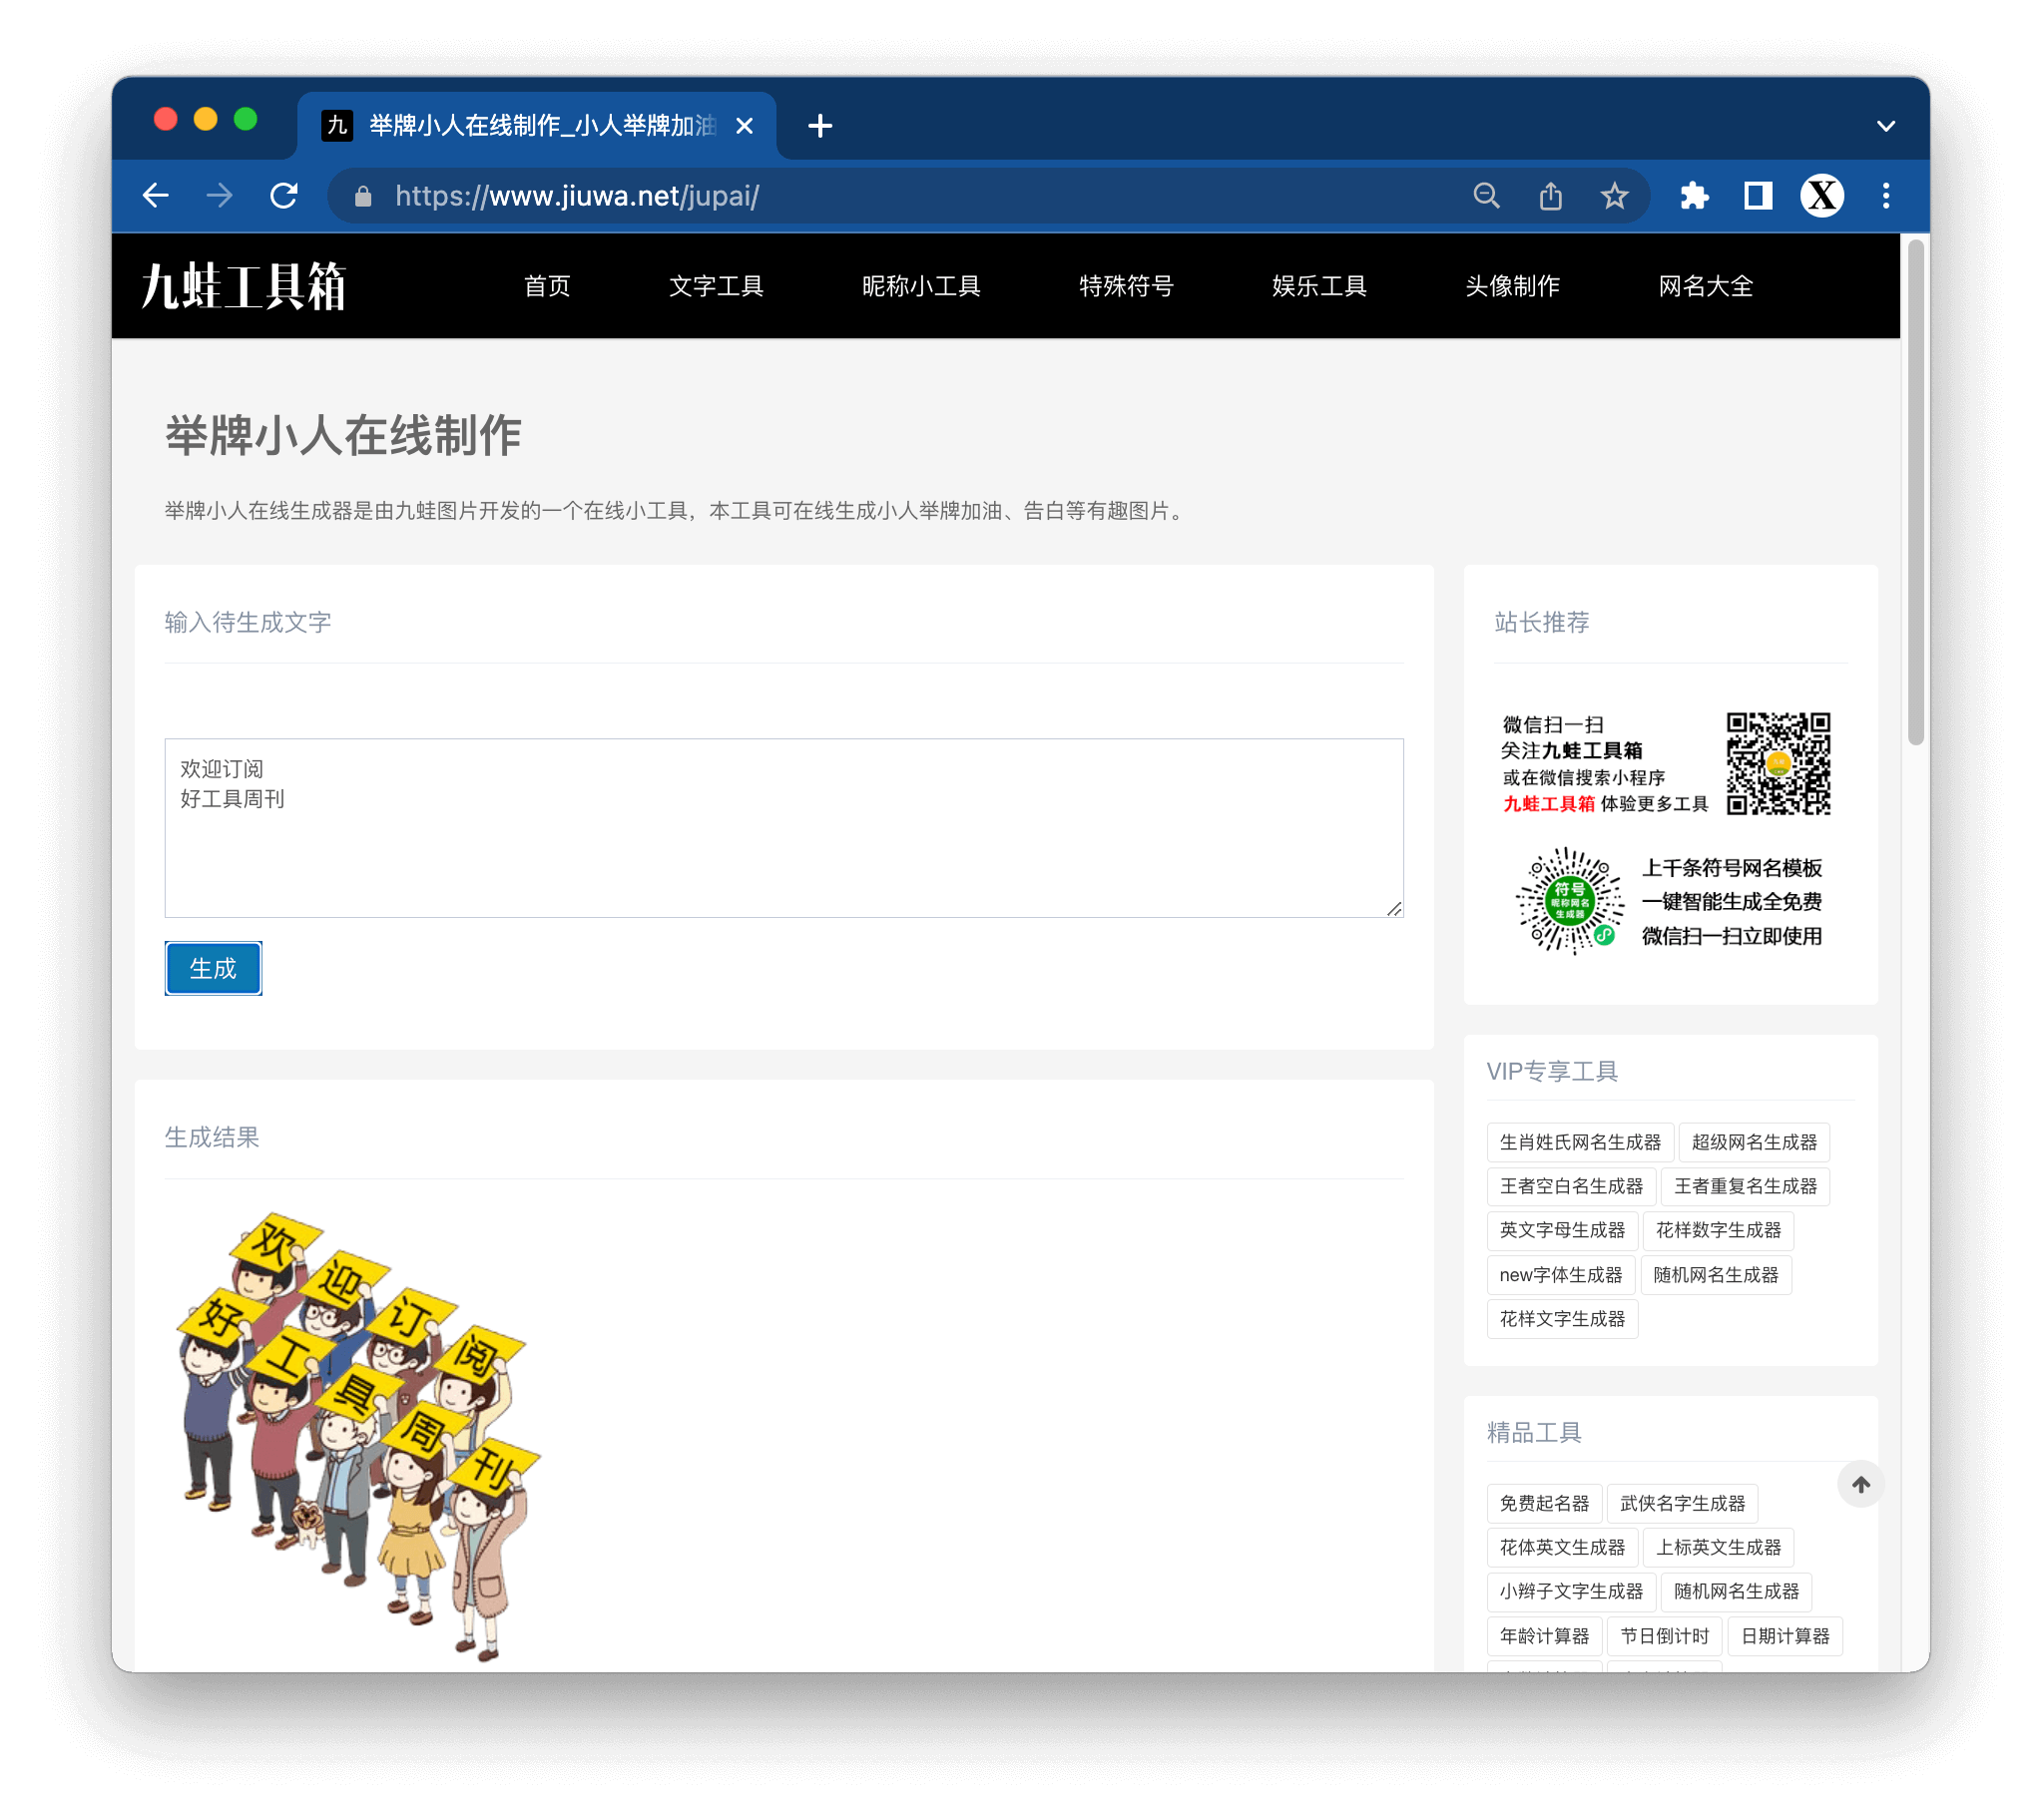 九 举牌小人在线制作_小人举牌加油
https://www.jiuwa.net/jupai/
X
九蛙工具箱 首页 文字工具 昵称小工具 特殊符号 娱乐工具 头像制作 网名大全
举牌小人在线制作
举牌小人在线生成器是由九蛙图片开发的一个在线小工具，本工具可在线生成小人举牌加油、告白等有趣图片。
输入待生成文字
欢迎订阅
好工具周刊
生成
生成结果
欢迎订阅
好工具周刊
站长推荐
微信扫一扫
关注九蛙工具箱
或在微信搜索小程序
九蛙工具箱 体验更多工具
符号
昵称网名
生成器
上千条符号网名模板
一键智能生成全免费
微信扫一扫立即使用
VIP专享工具
生肖姓氏网名生成器 超级网名生成器
王者空白名生成器 王者重复名生成器
英文字母生成器 花样数字生成器
new字体生成器 随机网名生成器
花样文字生成器
精品工具
免费起名器 武侠名字生成器
花体英文生成器 上标英文生成器
小辫子文字生成器 随机网名生成器
年龄计算器 节日倒计时 日期计算器